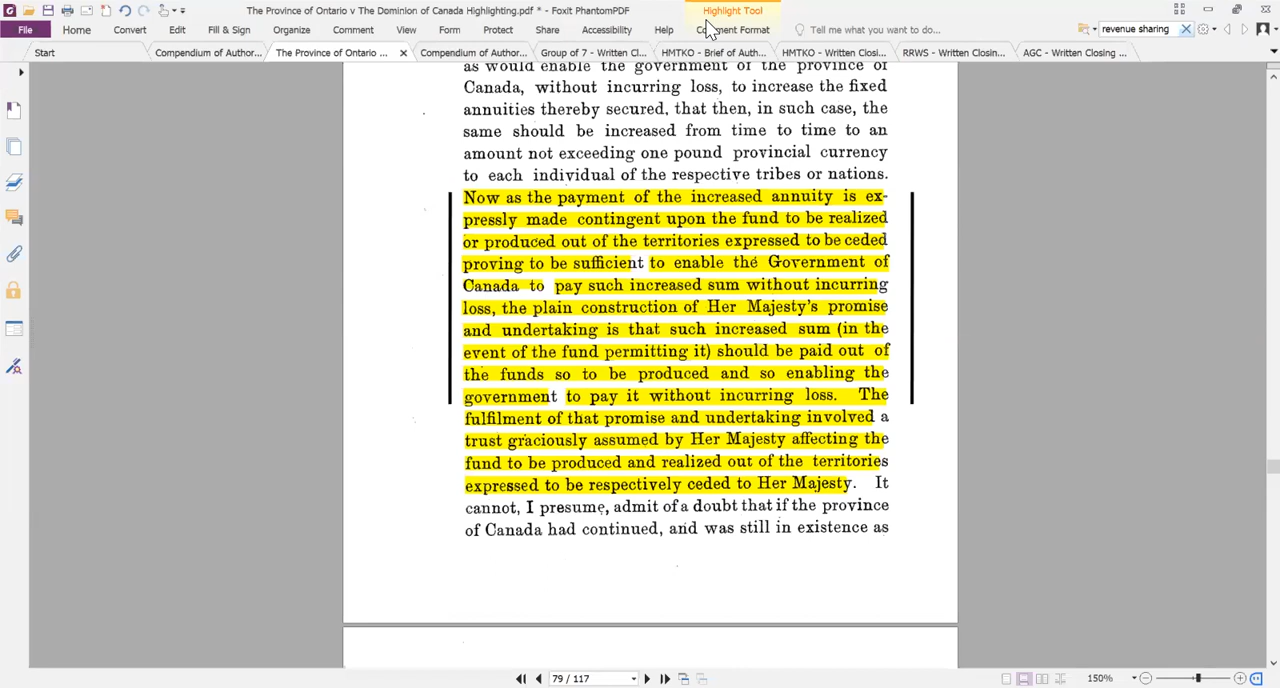 The Province of Ontario v The Dominion of Canada Highlighting.pdf * - Foxit PhantomPDF
Highlight Tool
File Home Convert Edit Fill & Sign Organize Comment View Form Protect Share Accessibility Help Comment Format Tell me what you want to do... revenue sharing
Start Compendium of Author... The Province of Ontario ... Compendium of Author... Group of 7 - Written Cl... HMTKO - Brief of Auth... HMTKO - Written Closi... RRWS - Written Closin... AGC - Written Closing ...
as would enable the government of the province of
Canada, without incurring loss, to increase the fixed
annuities thereby secured, that then, in such case, the
same should be increased from time to time to an
amount not exceeding one pound provincial currency
to each individual of the respective tribes or nations.
Now as the payment of the increased annuity is ex-
pressly made contingent upon the fund to be realized
or produced out of the territories expressed to be ceded
proving to be sufficient to enable the Government of
Canada to pay such increased sum without incurring
loss, the plain construction of Her Majesty's promise
and undertaking is that such increased sum (in the
event of the fund permitting it) should be paid out of
the funds so to be produced and so enabling the
government to pay it without incurring loss. The
fulfilment of that promise and undertaking involved a
trust graciously assumed by Her Majesty affecting the
fund to be produced and realized out of the territories
expressed to be respectively ceded to Her Majesty. It
cannot, I presume, admit of a doubt that if the province
of Canada had continued, and was still in existence as
79 / 117
150%